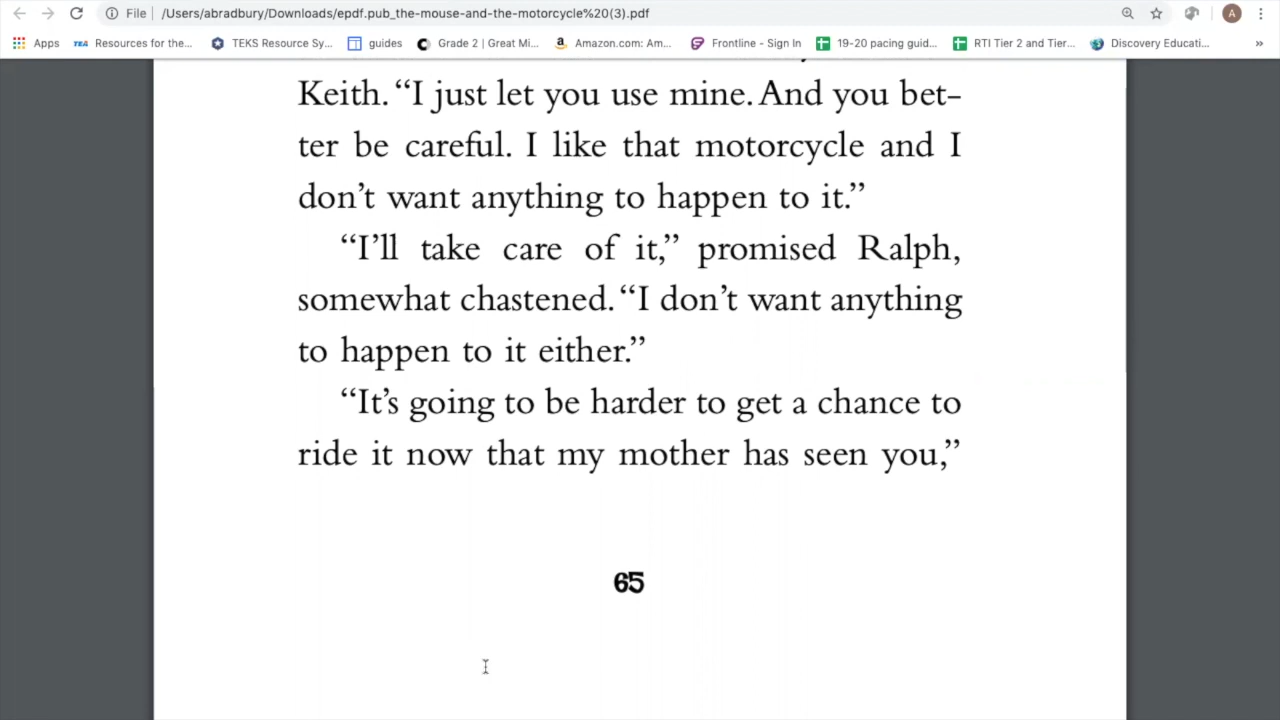 File
/Users/abradbury/Downloads/epdf.pub_the-mouse-and-the-motorcycle%20(3).pdf
A
Apps
TEA Resources for the...
TEKS Resource Sy...
guides
Grade 2 | Great Mi...
Amazon.com: Am...
Frontline - Sign In
19-20 pacing guid...
RTI Tier 2 and Tier...
Discovery Educati...
»
Keith. “I just let you use mine. And you bet-
ter be careful. I like that motorcycle and I
don’t want anything to happen to it.”
“I’ll take care of it,” promised Ralph,
somewhat chastened. “I don’t want anything
to happen to it either.”
“It’s going to be harder to get a chance to
ride it now that my mother has seen you,”
65